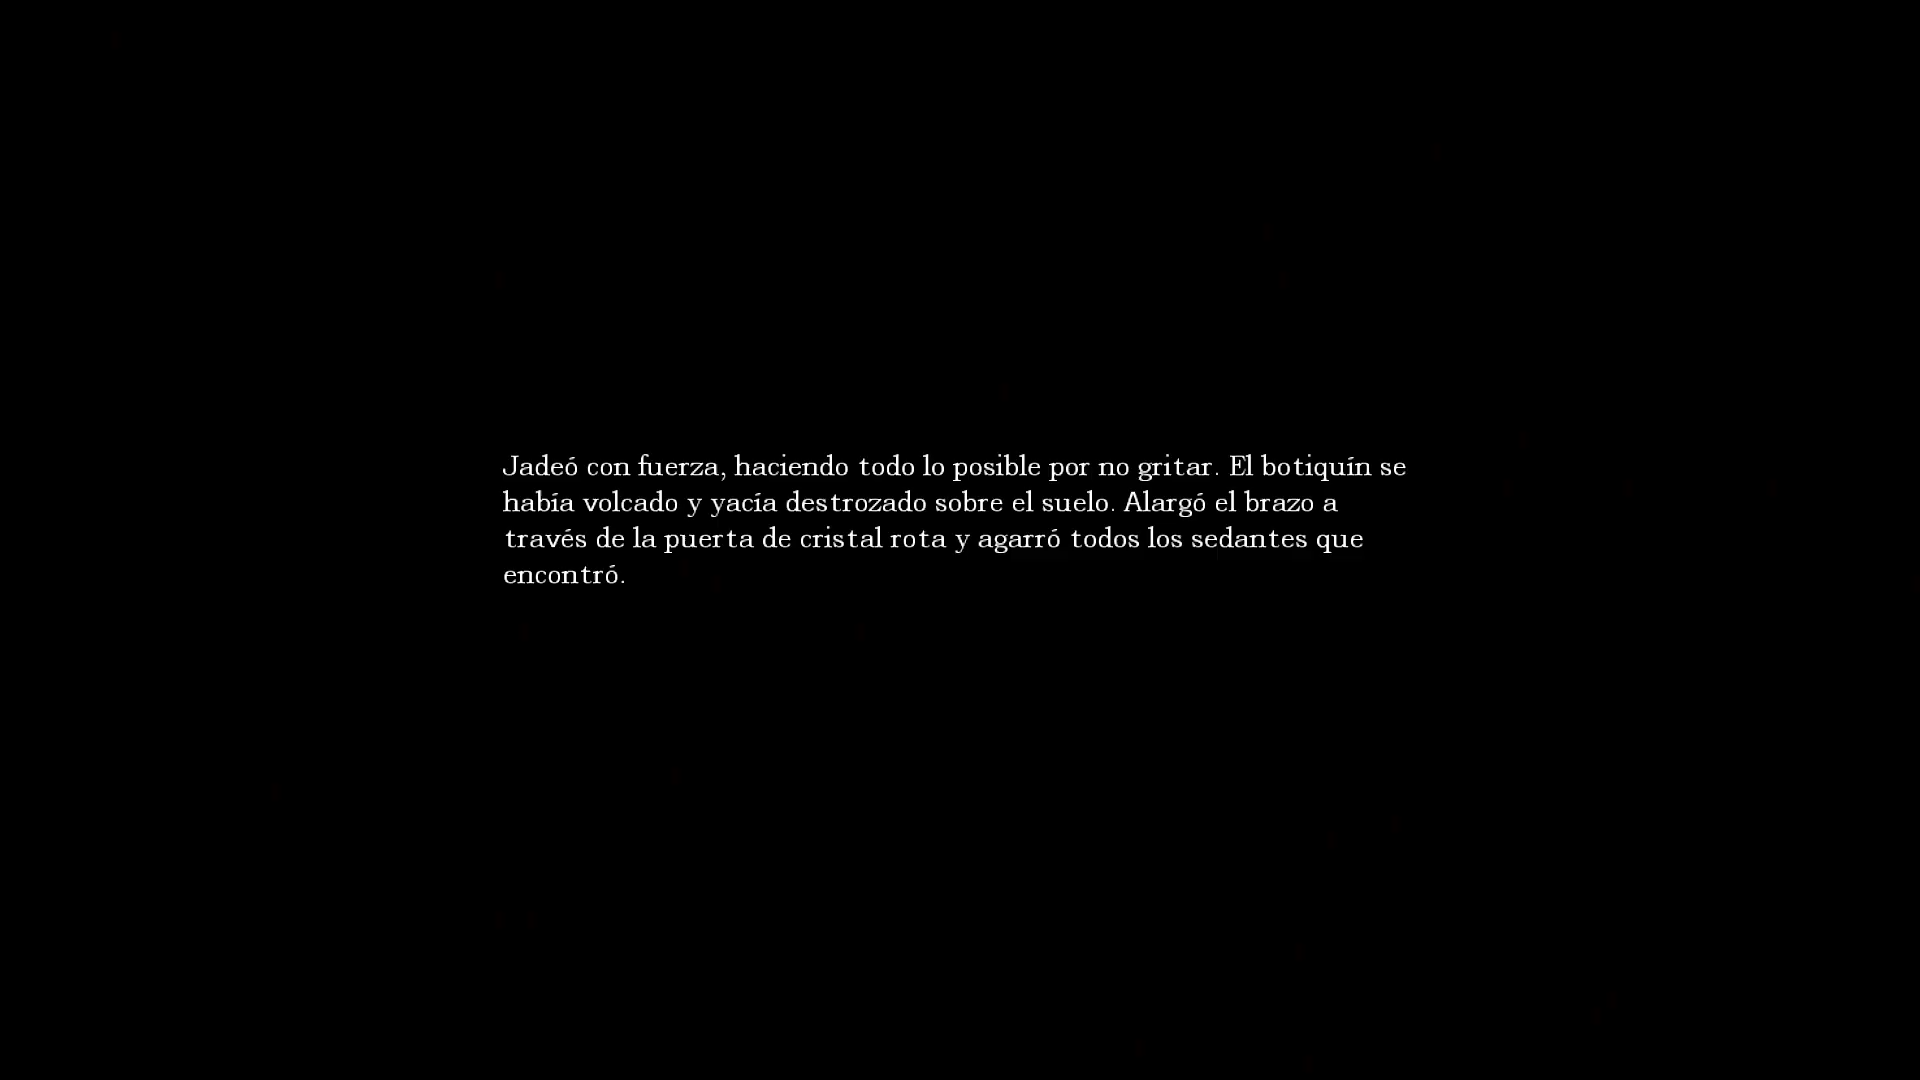 Jadeó con fuerza, haciendo todo lo posible por no gritar. El botiquín se
había volcado y yacía destrozado sobre el suelo. Alargó el brazo a
través de la puerta de cristal rota y agarró todos los sedantes que
encontró.